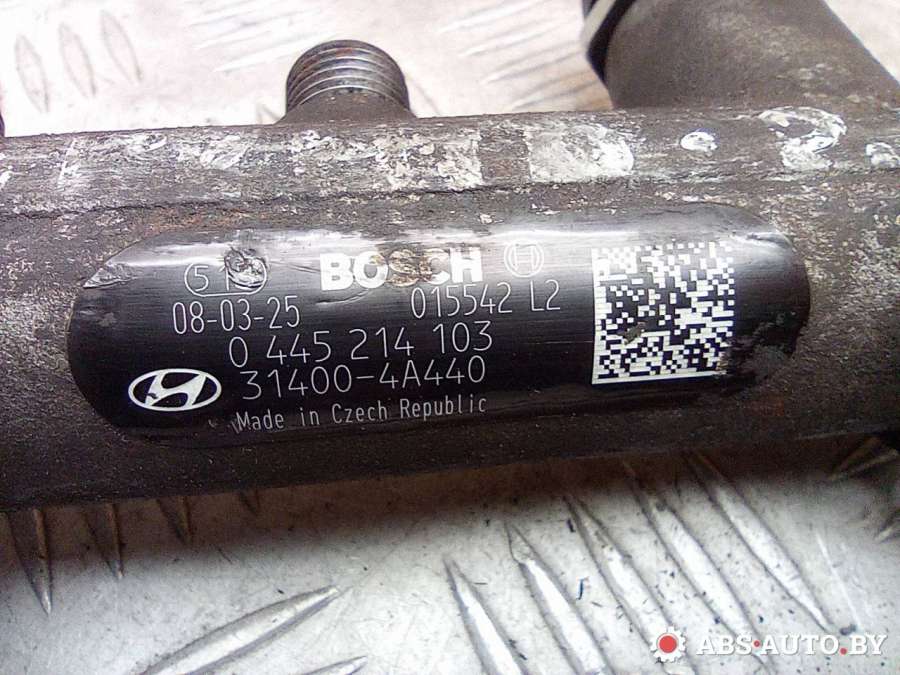 BOSCH
08-03-25 015542 L2
0 445 214 103
31400-4A440
Made in Czech Republic
ABS-AUTO.BY